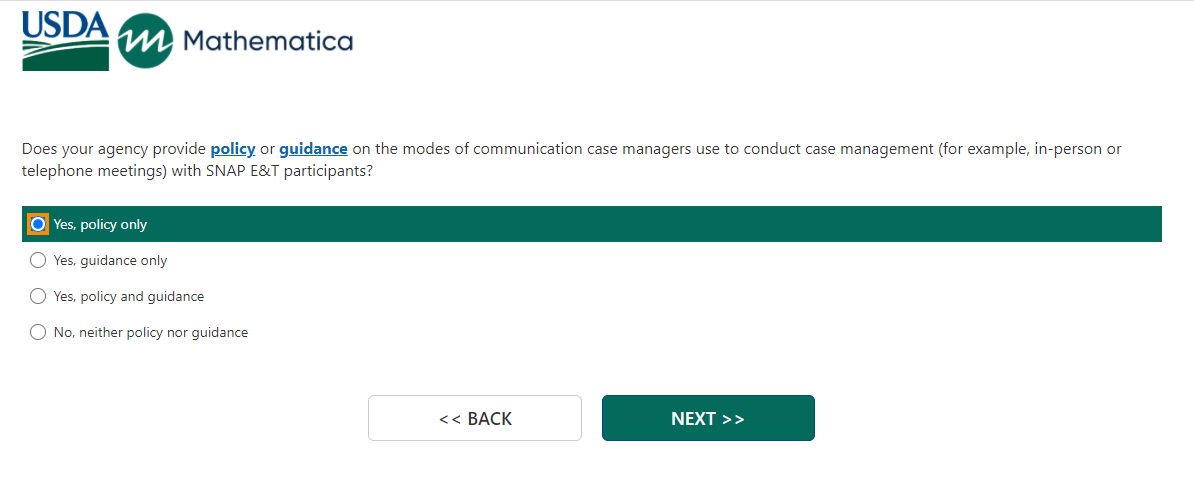 USDA
m Mathematica
Does your agency provide policy or guidance on the modes of communication case managers use to conduct case management (for example, in-person or
telephone meetings) with SNAP E&T participants?
Yes, policy only
Yes, guidance only
Yes, policy and guidance
No, neither policy nor guidance
<< BACK
NEXT >>